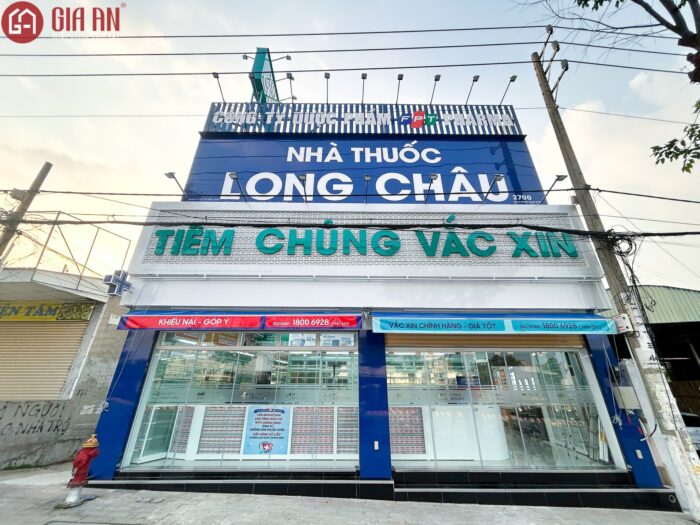 GIA AN
CÔNG TY DƯỢC PHẨM FPT PHARMA
NHÀ THUỐC
LONG CHÂU
2700
TIÊM CHỦNG VẮC XIN
KHIẾU NẠI - GÓP Ý 1800 6928
VẮC XIN CHÍNH HÃNG - GIÁ TỐT 1800 6928